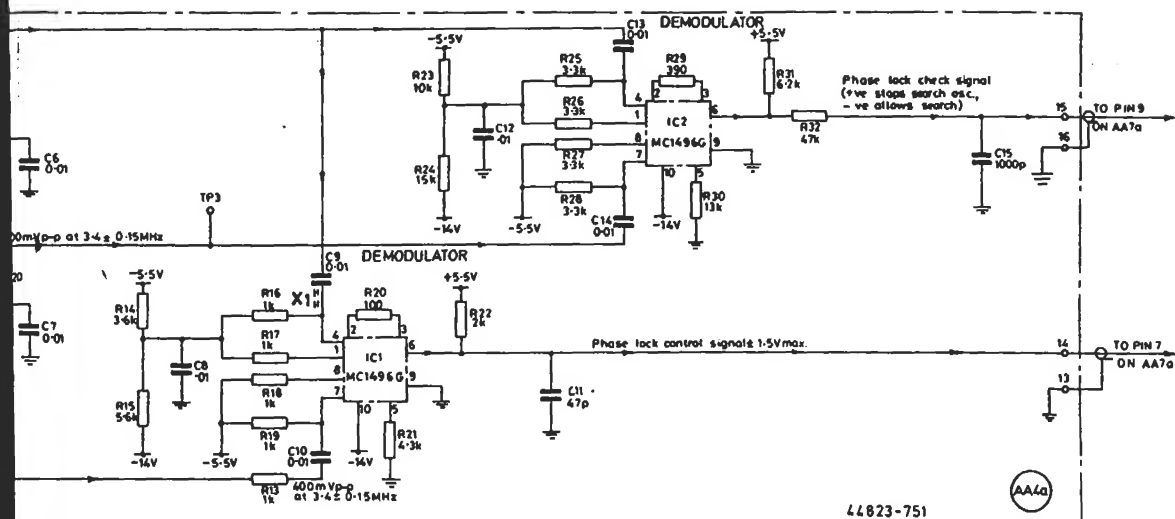 DEMODULATOR
C13
0·01
-5·5V
+5·5V
R23
10k
R25
3·3k
R29
390
R31
6·2k
2
3
4
6
Phase lock check signal
(+ve stops search osc.,
- ve allows search)
R26
3·3k
1
IC2
15
TO PIN 9
C12
·01
8
MC1496G
9
R32
47k
16
ON AA7a
R27
3·3k
7
C15
1000p
C6
0·01
R24
15k
10
5
R28
3·3k
R30
13k
TP3
C14
0·01
-14V
-5·5V
-14V
00mVp-p at 3·4 ± 0·15MHz
C9
0·01
DEMODULATOR
20
-5·5V
+5·5V
X1
R14
3·6k
R16
1k
R20
100
R22
2k
C7
0·01
4
2
3
R17
1k
1
IC1
6
Phase lock control signal ± 1·5V max.
14
TO PIN 7
C8
·01
8
MC1496G
9
ON AA7a
R18
1k
7
C11
47p
13
R15
5·6k
10
5
R19
1k
R21
4·3k
C10
0·01
-14V
-5·5V
-14V
R13
1k
400mVp-p
at 3·4 ± 0·15MHz
AA4a
44823-751